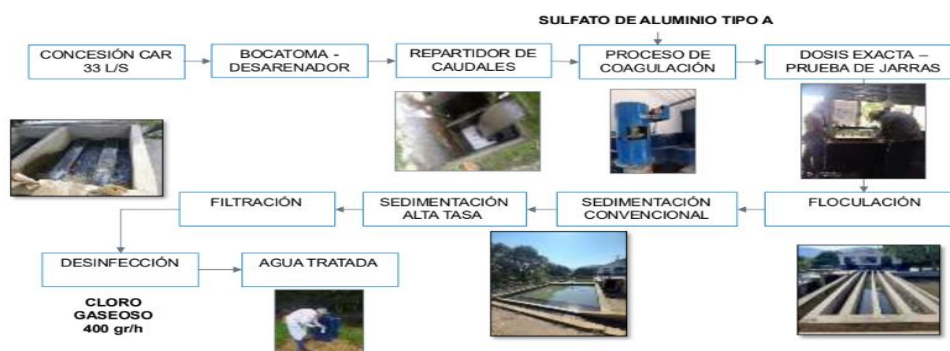 SULFATO DE ALUMINIO TIPO A
CONCESIÓN CAR
33 L/S
BOCATOMA -
DESARENADOR
REPARTIDOR DE
CAUDALES
PROCESO DE
COAGULACIÓN
DOSIS EXACTA –
PRUEBA DE JARRAS
FILTRACIÓN
SEDIMENTACIÓN
ALTA TASA
SEDIMENTACIÓN
CONVENCIONAL
FLOCULACIÓN
DESINFECCIÓN
AGUA TRATADA
CLORO
GASEOSO
400 gr/h